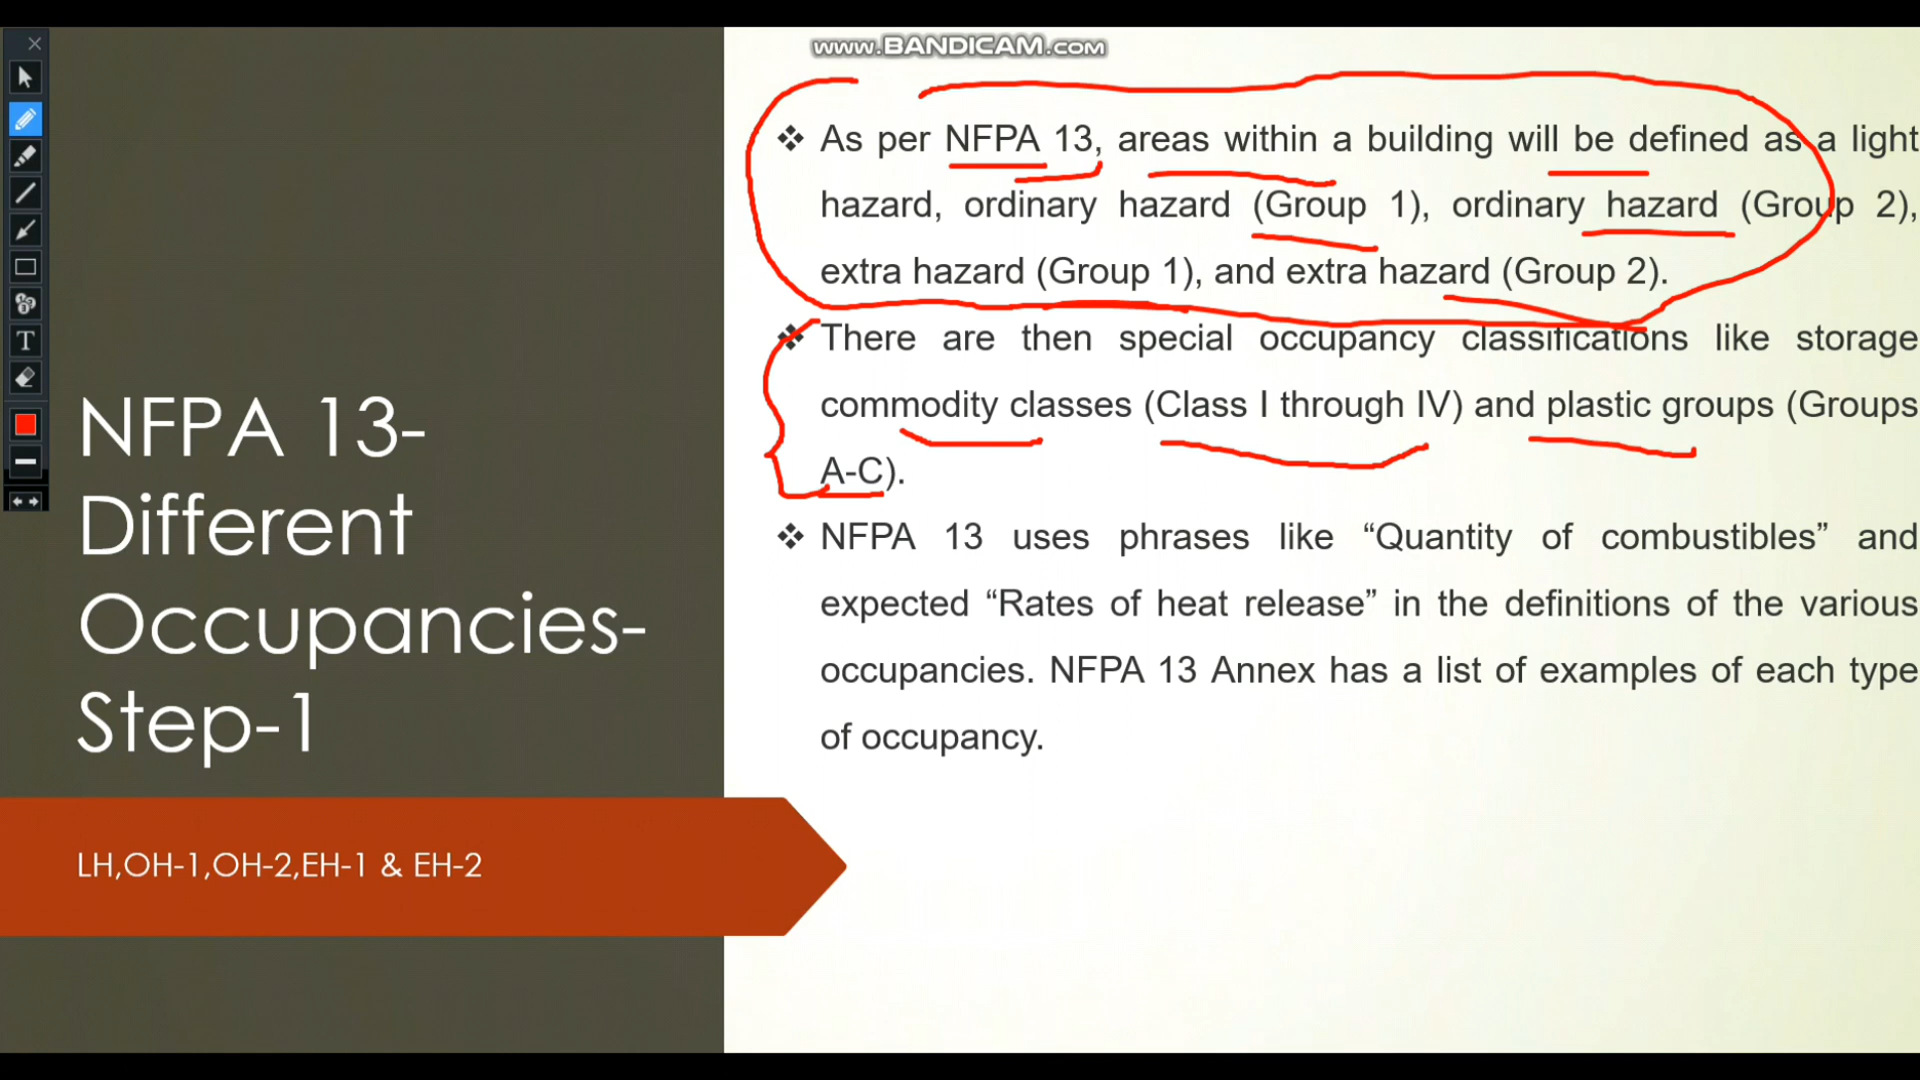 www.BANDICAM.com
❖ As per NFPA 13, areas within a building will be defined as a light
hazard, ordinary hazard (Group 1), ordinary hazard (Group 2),
extra hazard (Group 1), and extra hazard (Group 2).
❖ There are then special occupancy classifications like storage
commodity classes (Class I through IV) and plastic groups (Groups
A-C).
❖ NFPA 13 uses phrases like “Quantity of combustibles” and
expected “Rates of heat release” in the definitions of the various
occupancies. NFPA 13 Annex has a list of examples of each type
of occupancy.
NFPA 13-
Different
Occupancies-
Step-1
LH,OH-1,OH-2,EH-1 & EH-2